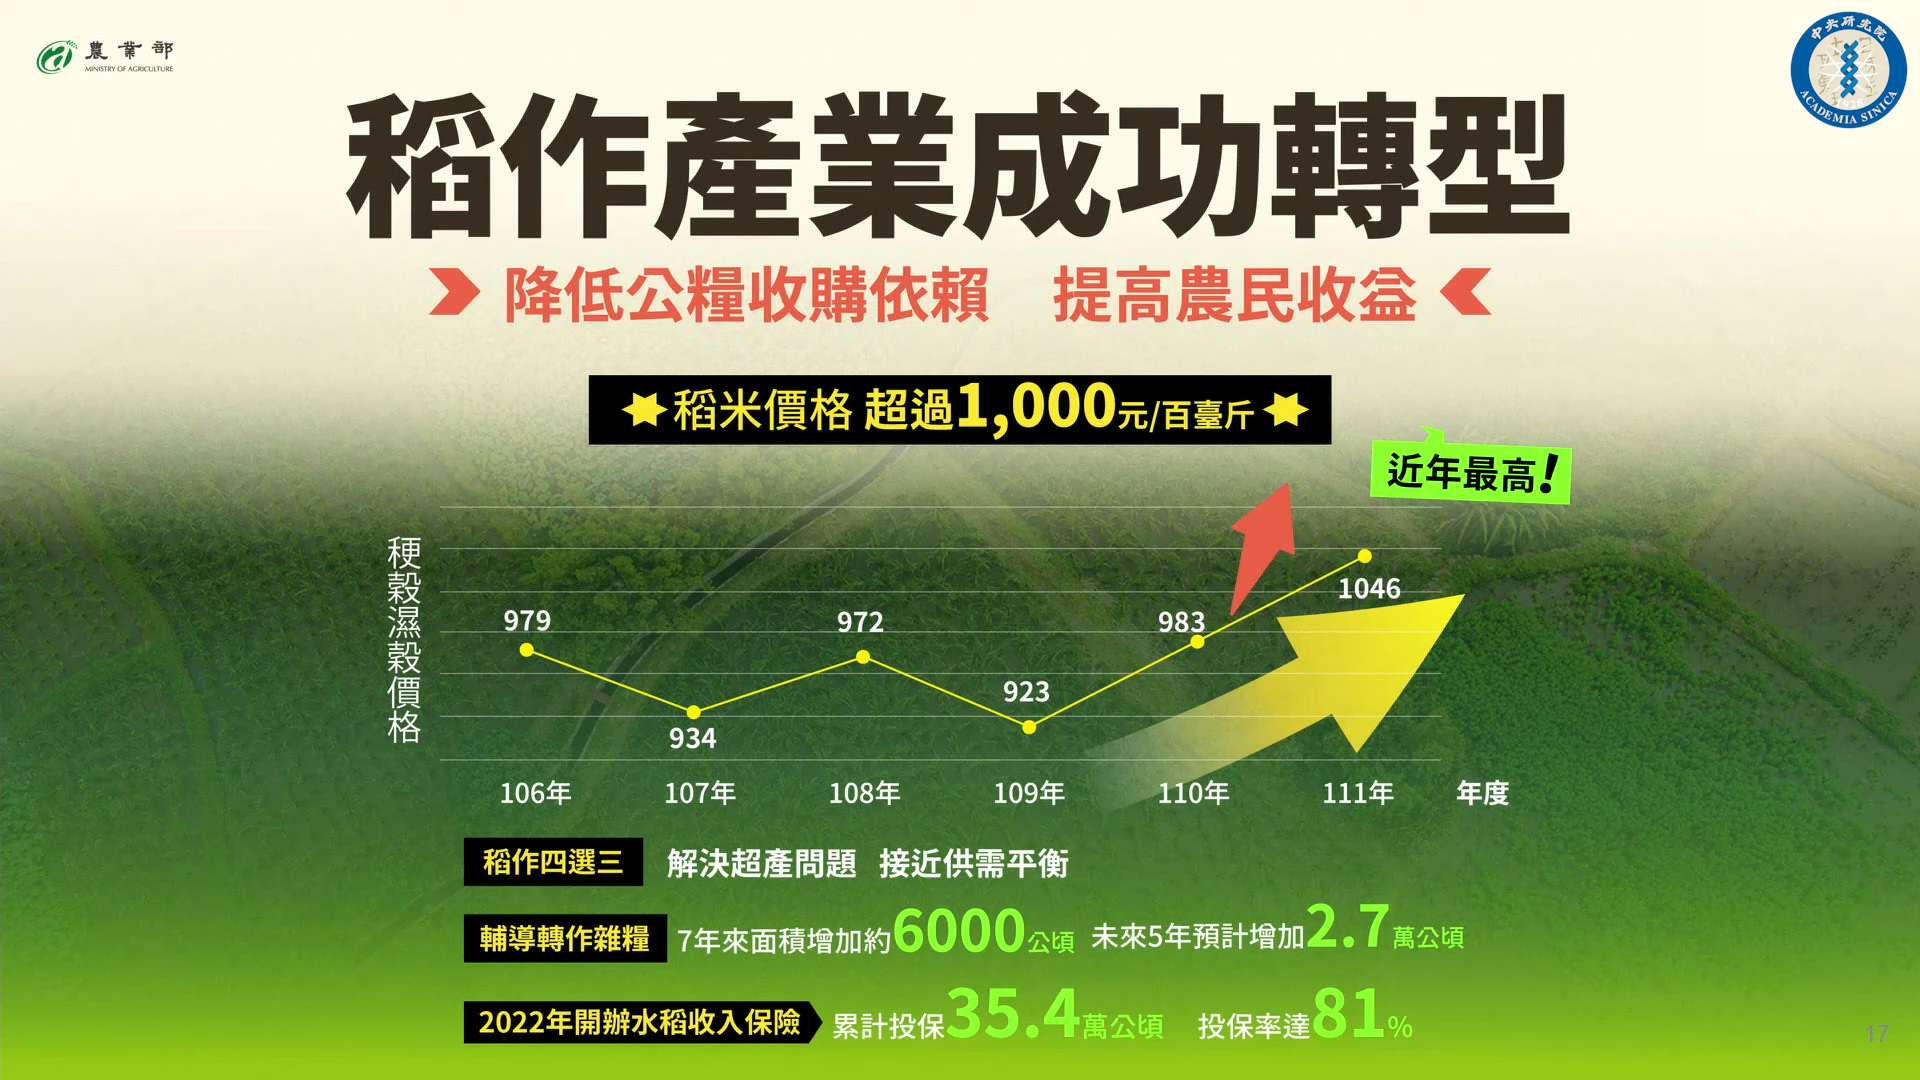 農業部
MINISTRY OF AGRICULTURE
中央研究院
ACADEMIA SINICA
1928
稻作產業成功轉型
降低公糧收購依賴 提高農民收益
稻米價格 超過1,000元/百臺斤
近年最高!
稉穀濕穀價格
979
934
972
923
983
1046
106年 107年 108年 109年 110年 111年 年度
稻作四選三 解決超產問題 接近供需平衡
輔導轉作雜糧 7年來面積增加約6000公頃 未來5年預計增加2.7萬公頃
2022年開辦水稻收入保險 累計投保35.4萬公頃 投保率達81%
17